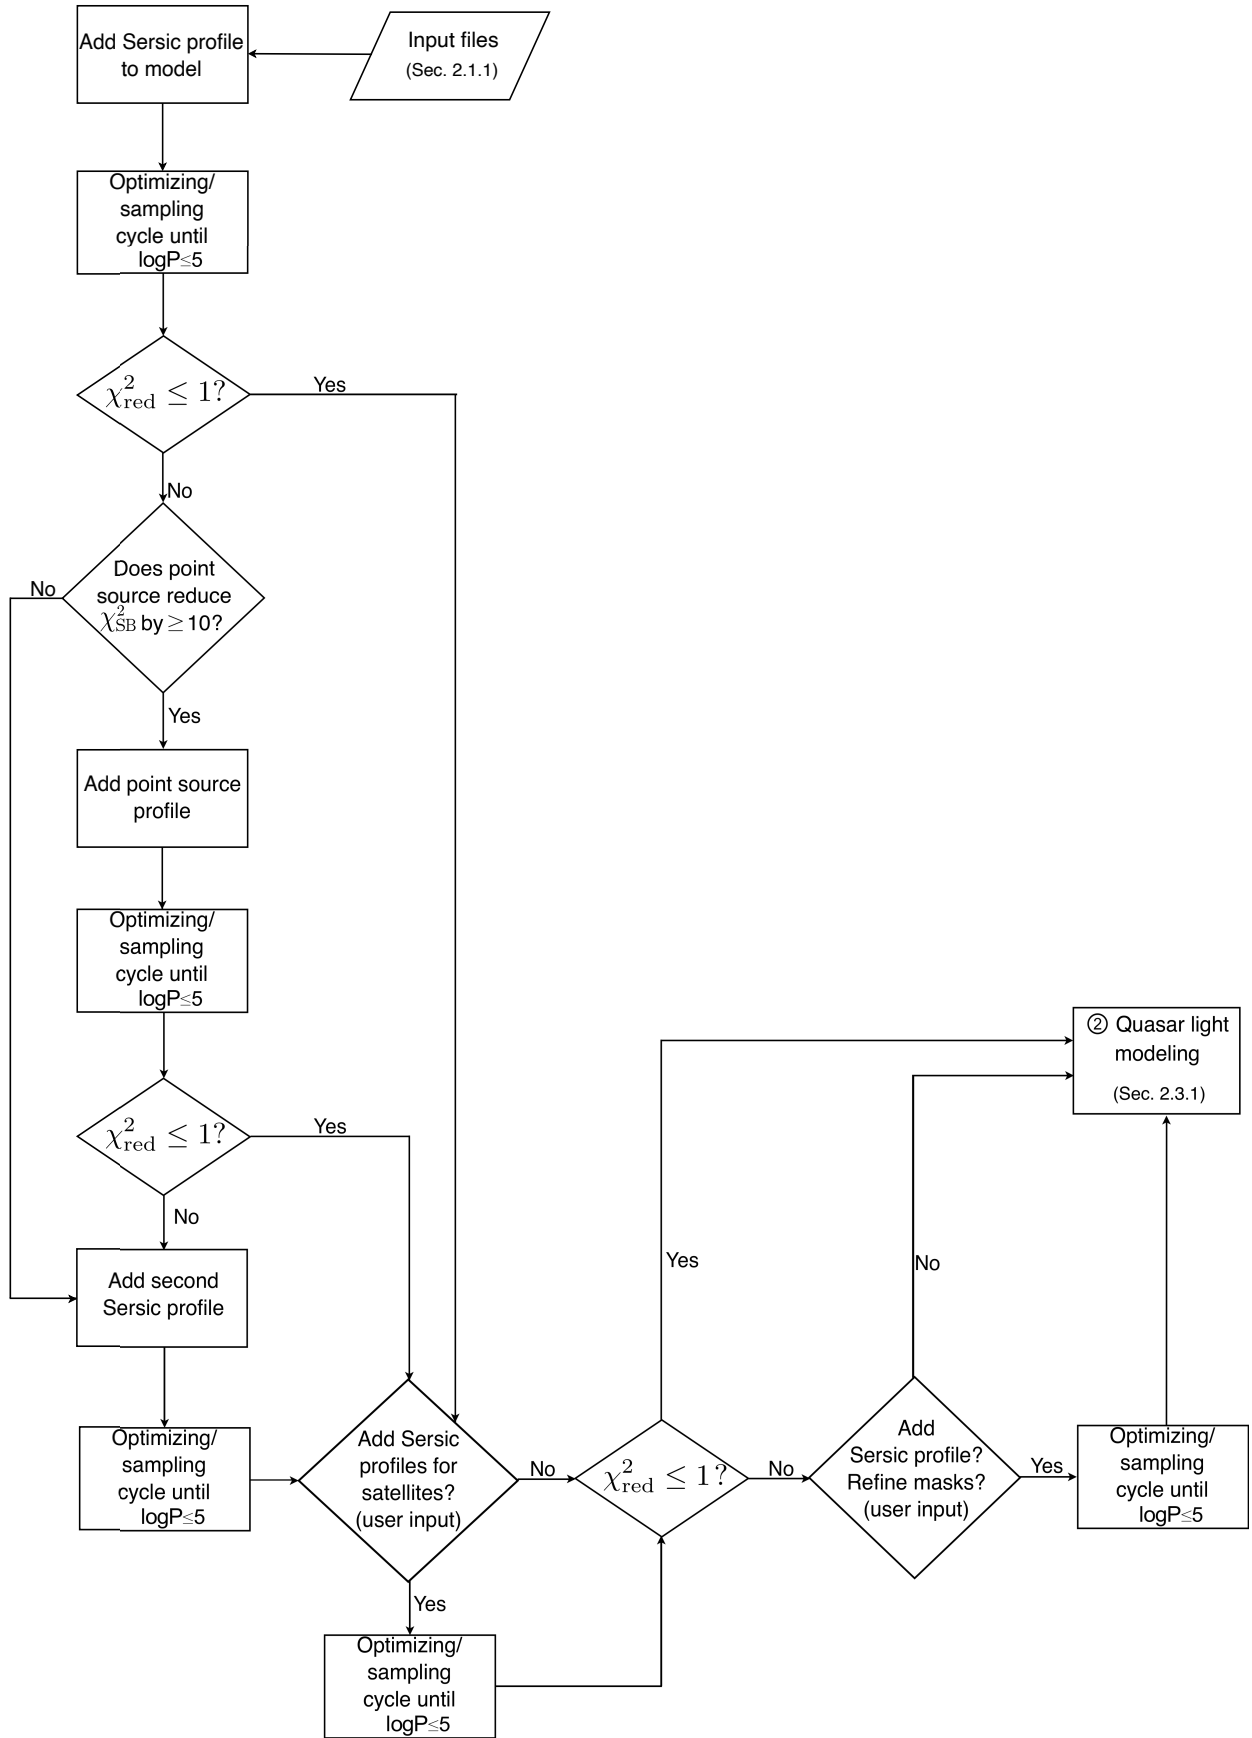 Add Sersic profile
to model
Input files
(Sec. 2.1.1)
Optimizing/
sampling
cycle until
logP≤5
χ²red ≤ 1?
Yes
No
Does point
source reduce
χ²SB by ≥ 10?
No
Yes
Add point source
profile
Optimizing/
sampling
cycle until
logP≤5
χ²red ≤ 1?
Yes
No
Add second
Sersic profile
Optimizing/
sampling
cycle until
logP≤5
Add Sersic
profiles for
satellites?
(user input)
Yes
Optimizing/
sampling
cycle until
logP≤5
No
χ²red ≤ 1?
Yes
No
Add
Sersic profile?
Refine masks?
(user input)
No
Yes
Optimizing/
sampling
cycle until
logP≤5
② Quasar light
modeling
(Sec. 2.3.1)